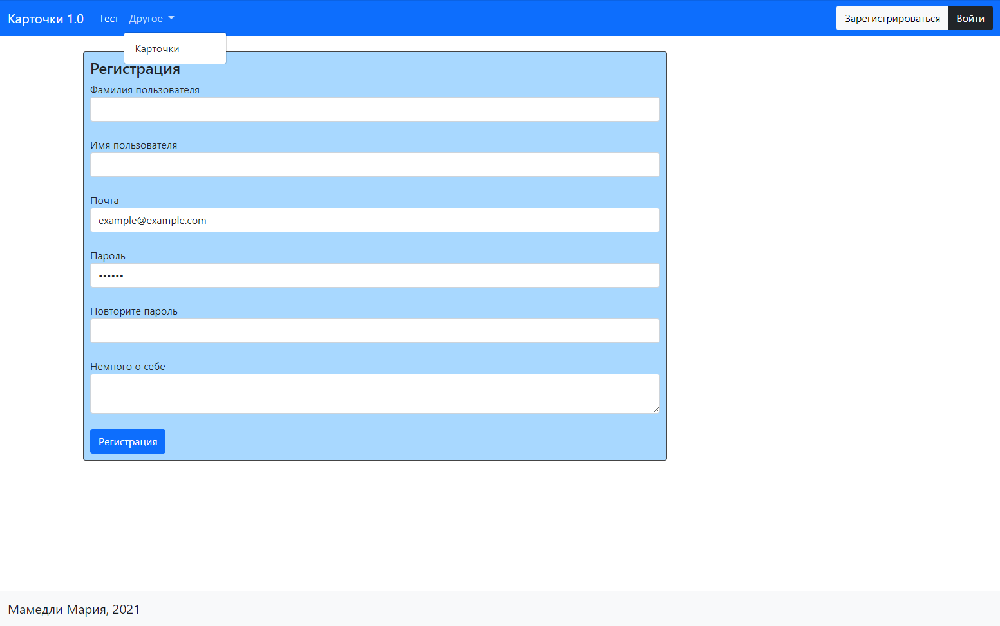 Карточки 1.0 Тест Другое Зарегистрироваться Войти
Карточки
Регистрация
Фамилия пользователя
Имя пользователя
Почта
example@example.com
Пароль
••••••
Повторите пароль
Немного о себе
Регистрация
Мамедли Мария, 2021